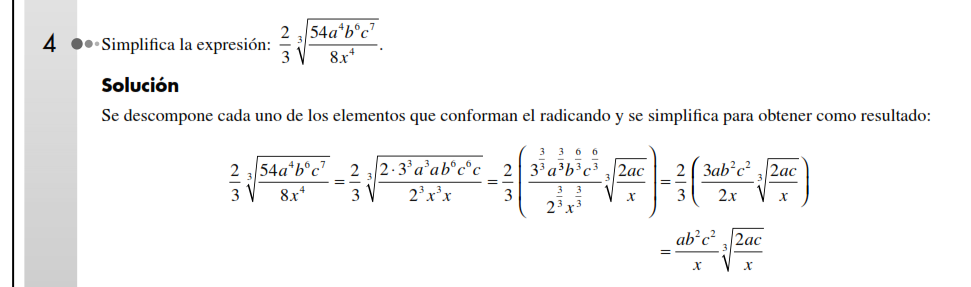 4 Simplifica la expresión: $\frac{2}{3}\sqrt[3]{\frac{54a^4b^6c^7}{8x^4}}$.
Solución
Se descompone cada uno de los elementos que conforman el radicando y se simplifica para obtener como resultado:
$\frac{2}{3}\sqrt[3]{\frac{54a^4b^6c^7}{8x^4}} = \frac{2}{3}\sqrt[3]{\frac{2 \cdot 3^3a^3ab^6c^6c}{2^3x^3x}} = \frac{2}{3}\left(\frac{3^{\frac{3}{3}}a^{\frac{3}{3}}b^{\frac{6}{3}}c^{\frac{6}{3}}}{2^{\frac{3}{3}}x^{\frac{3}{3}}}\sqrt[3]{\frac{2ac}{x}}\right) = \frac{2}{3}\left(\frac{3ab^2c^2}{2x}\sqrt[3]{\frac{2ac}{x}}\right)$
$= \frac{ab^2c^2}{x}\sqrt[3]{\frac{2ac}{x}}$